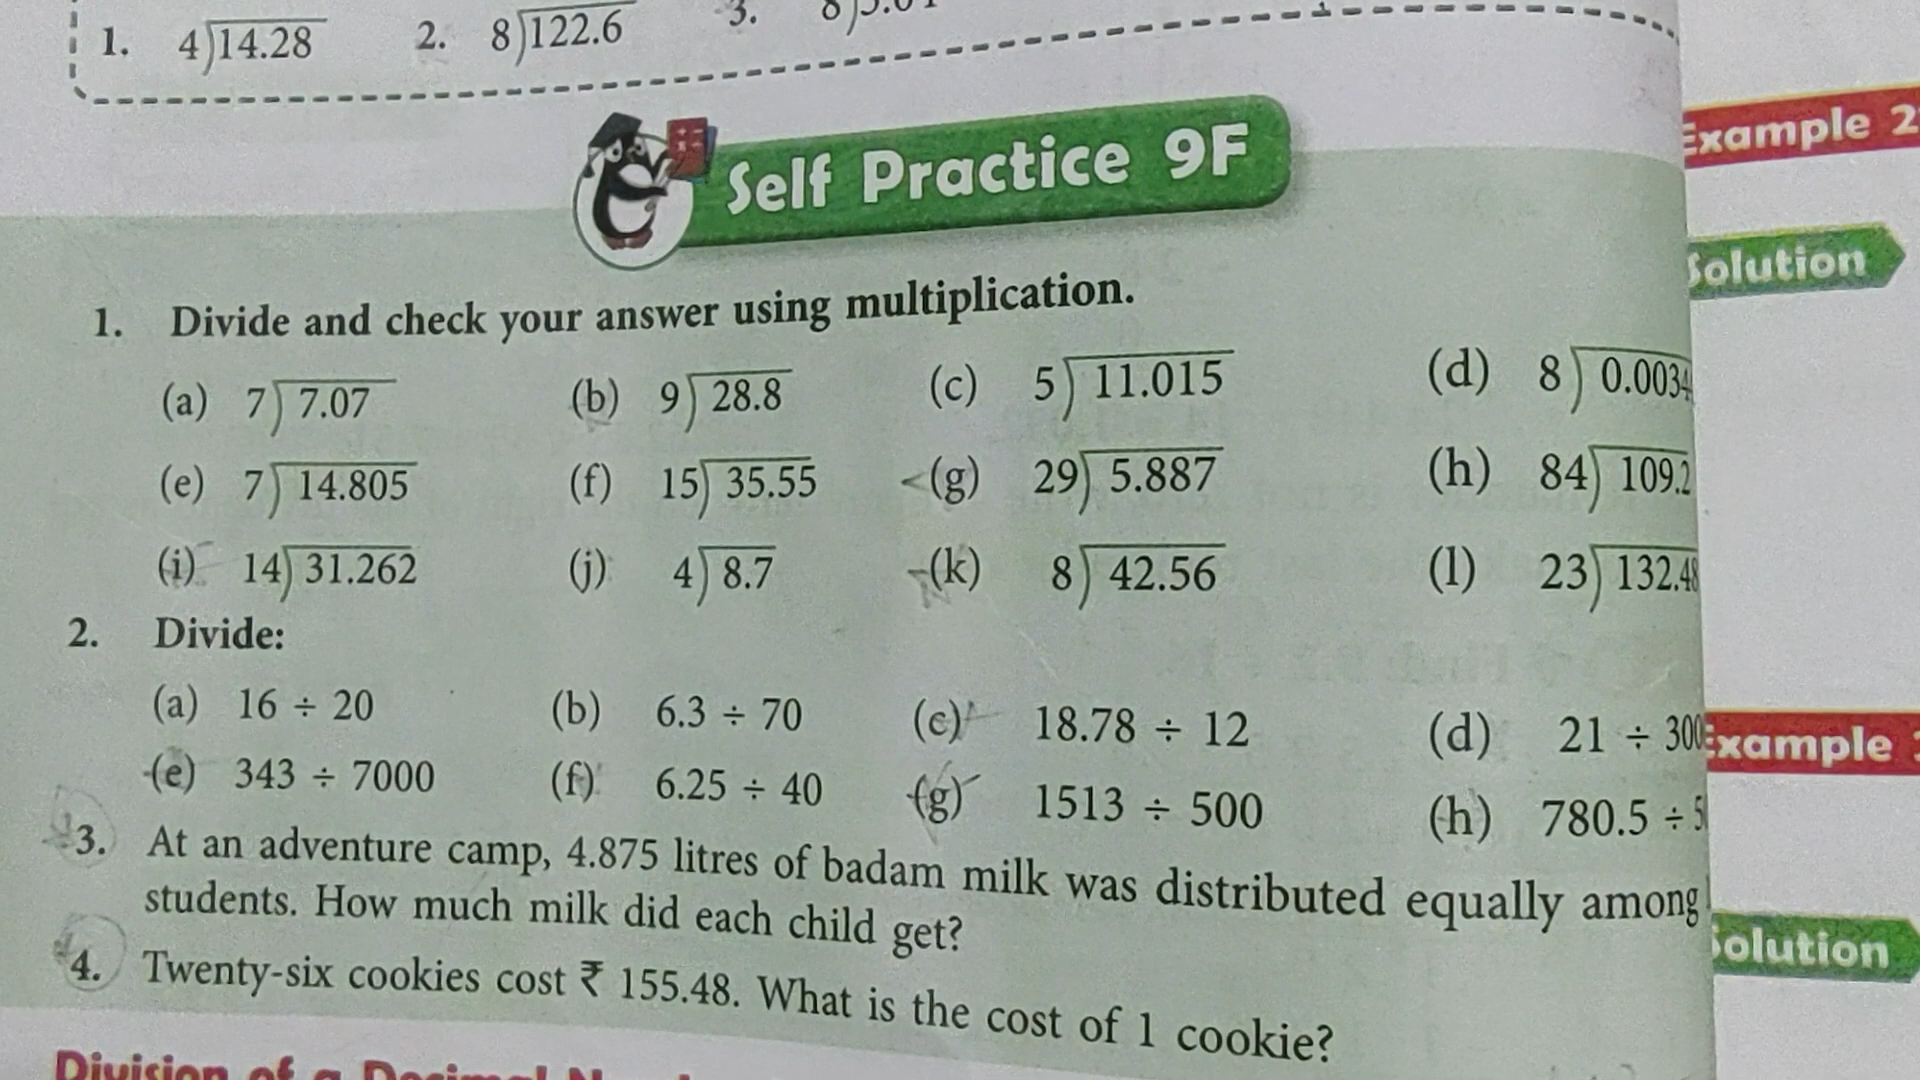 1. 4)14.28 2. 8)122.6 3.
Self Practice 9F
Example
Solution
1. Divide and check your answer using multiplication.
(a) 7)7.07 (b) 9)28.8 (c) 5)11.015 (d) 8)0.0034
(e) 7)14.805 (f) 15)35.55 (g) 29)5.887 (h) 84)109.2
(i) 14)31.262 (j) 4)8.7 (k) 8)42.56 (l) 23)132.48
2. Divide:
(a) 16 ÷ 20 (b) 6.3 ÷ 70 (c) 18.78 ÷ 12 (d) 21 ÷ 300
(e) 343 ÷ 7000 (f) 6.25 ÷ 40 (g) 1513 ÷ 500 (h) 780.5 ÷ 5
Example
3. At an adventure camp, 4.875 litres of badam milk was distributed equally among
students. How much milk did each child get?
Solution
4. Twenty-six cookies cost ₹ 155.48. What is the cost of 1 cookie?
Division of a Decimal